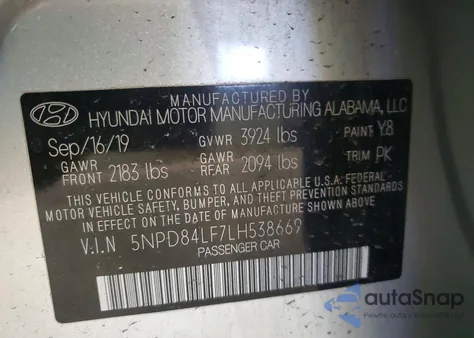 MANUFACTURED BY
HYUNDAI MOTOR MANUFACTURING ALABAMA, LLC
Sep/16/19 GVWR 3924 lbs PAINT Y8
GAWR FRONT 2183 lbs GAWR REAR 2094 lbs TRIM PK
THIS VEHICLE CONFORMS TO ALL APPLICABLE U.S. FEDERAL
MOTOR VEHICLE SAFETY, BUMPER, AND THEFT PREVENTION
STANDARDS IN EFFECT ON THE DATE OF MANUFACTURE SHOWN ABOVE.
V.I.N 5NPD84LF7LH538669
PASSENGER CAR
autoSnap